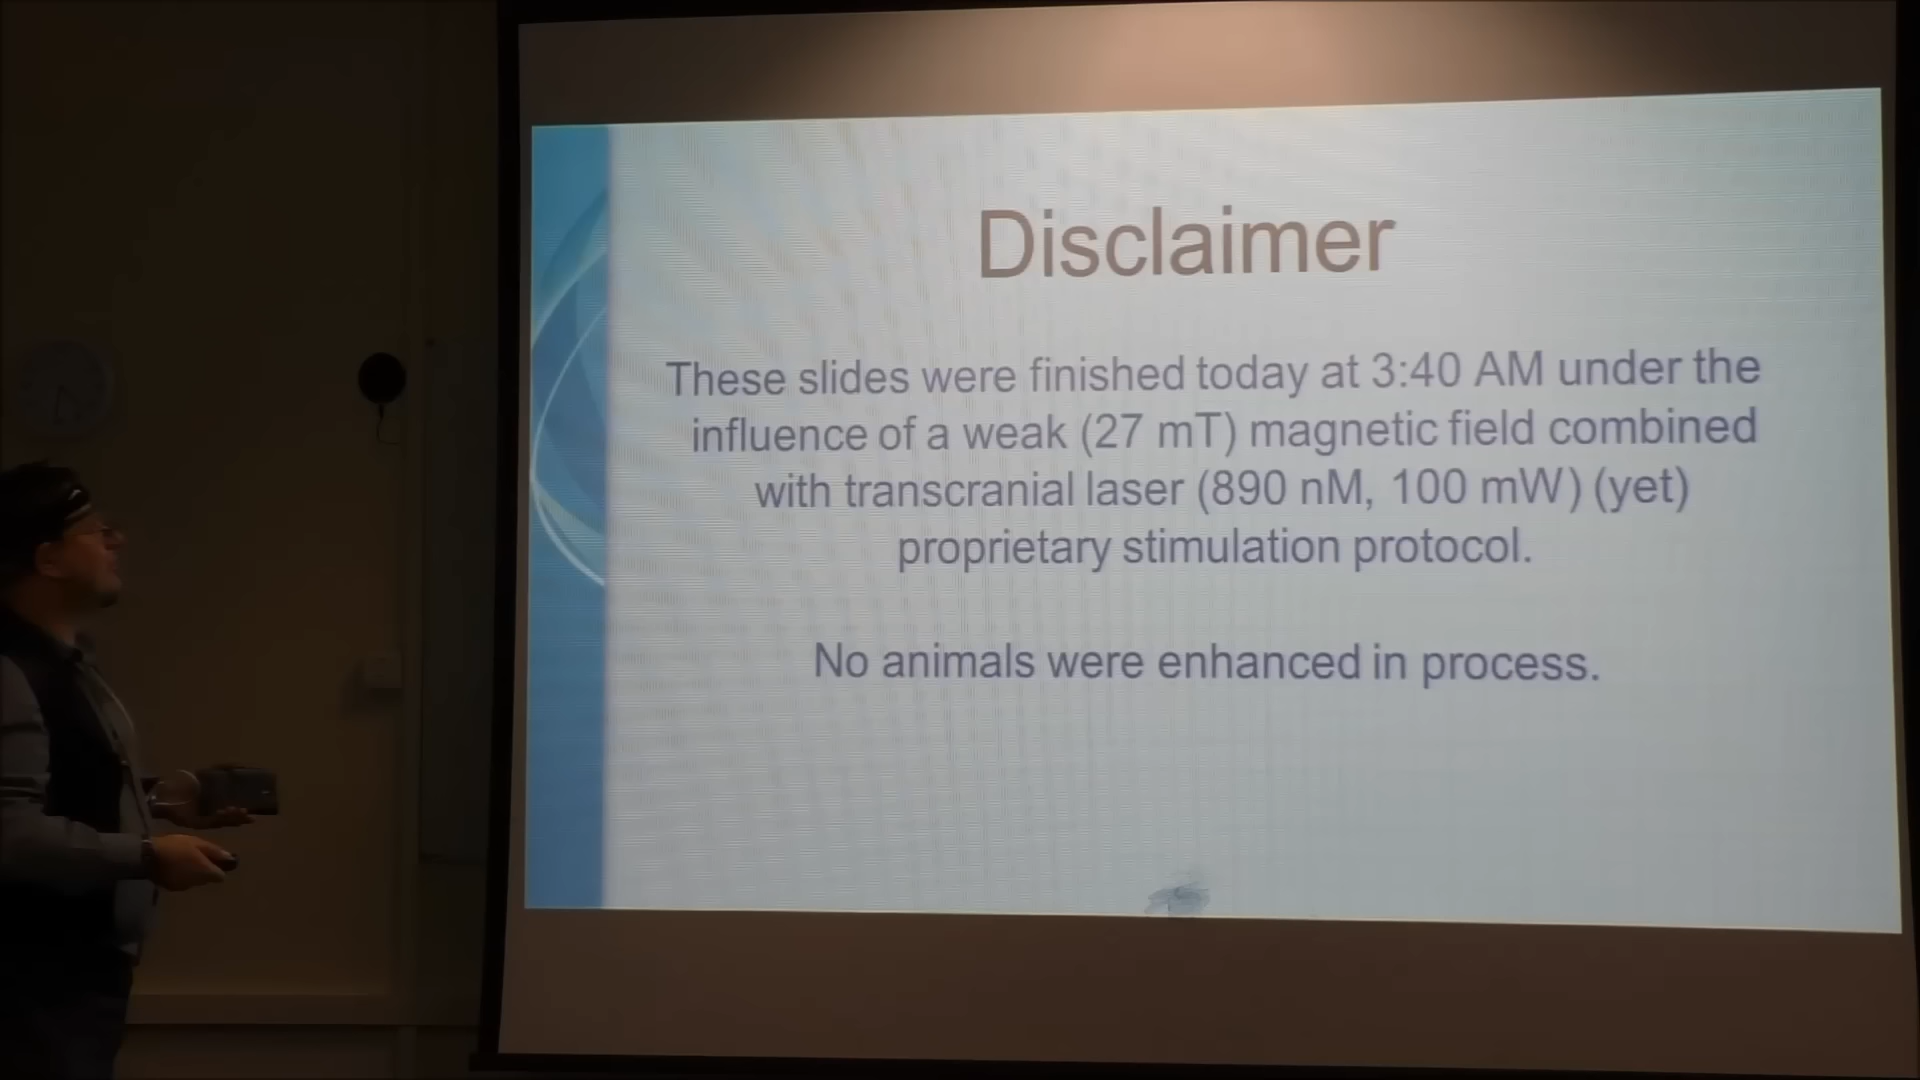 Disclaimer
These slides were finished today at 3:40 AM under the
influence of a weak (27 mT) magnetic field combined
with transcranial laser (890 nM, 100 mW) (yet)
proprietary stimulation protocol.
No animals were enhanced in process.